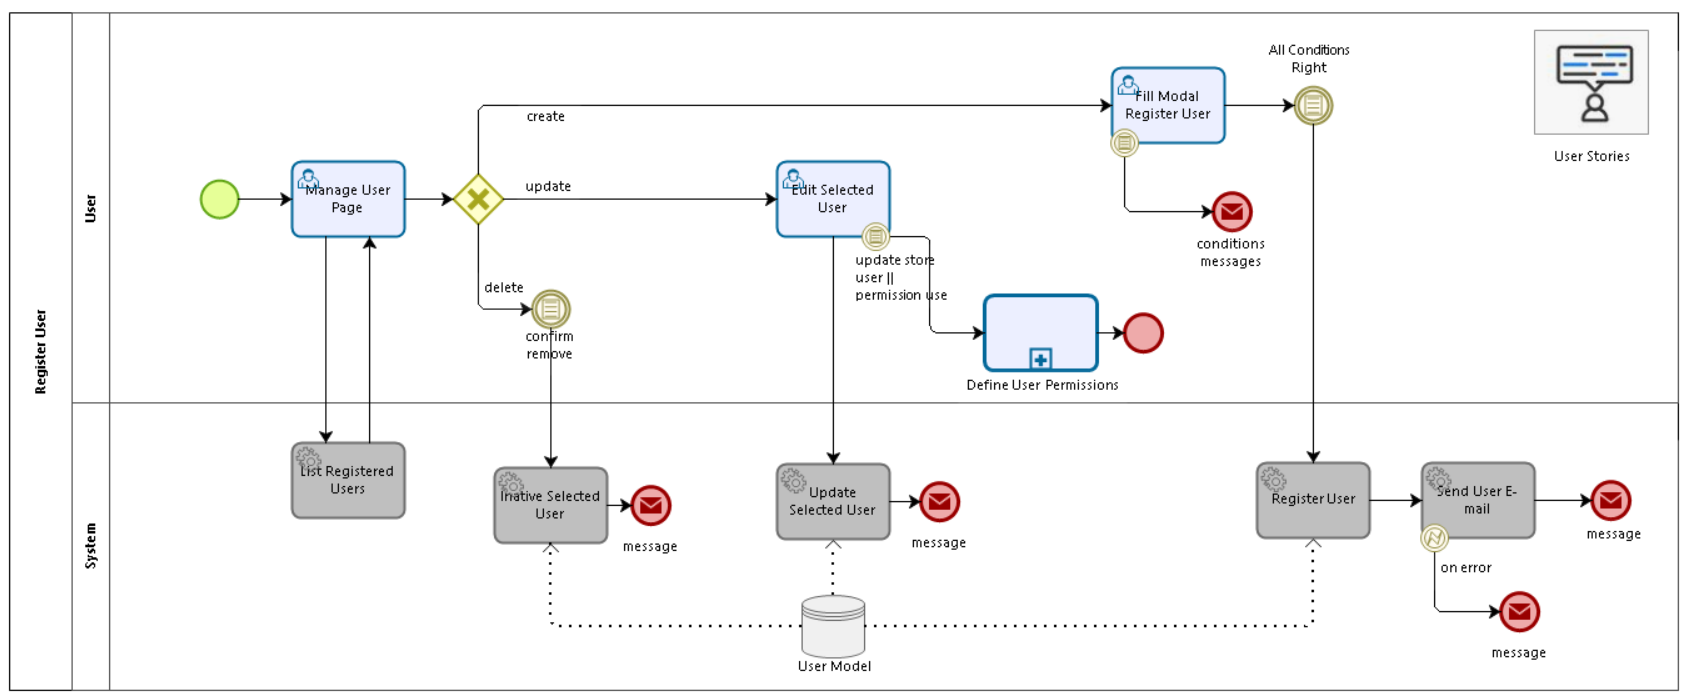 Register User
User
System
All Conditions
Right
Fill Modal
Register User
create
User Stories
Manage User
Page
update
Edit Selected
User
conditions
messages
update store
user ||
permission use
delete
confirm
remove
Define User Permissions
List Registered
Users
Inative Selected
User
message
Update
Selected User
message
Register User
Send User E-
mail
message
on error
message
User Model